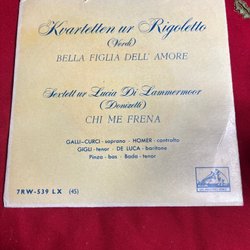 Kvartetten ur Rigoletto
(Verdi)
BELLA FIGLIA DELL' AMORE
Sextett ur Lucia Di Lammermoor
(Donizetti)
CHI ME FRENA
GALLI-CURCI - soprano - HOMER - contralto
GIGLI - tenor - DE LUCA - baritone
Pinza - bas - Bada - tenor
7RW-539 LX (45)